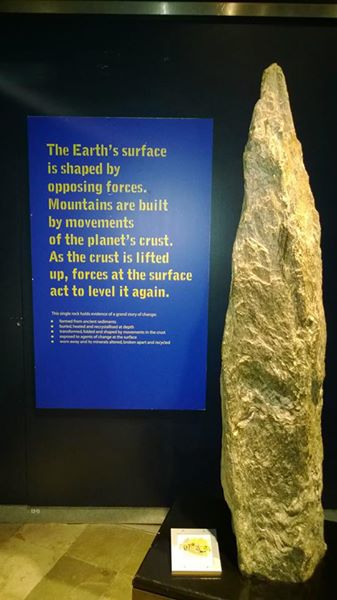 The Earth's surface
is shaped by
opposing forces.
Mountains are built
by movements
of the planet's crust.
As the crust is lifted
up, forces at the surface
act to level it again.
This single rock holds evidence of a grand story of change:
• formed from ancient sediments
• buried, heated and recrystallised at depth
• transformed, folded and shaped by movements in the crust
• exposed to agents of change at the surface
• worn away and its minerals altered, broken apart and recycled